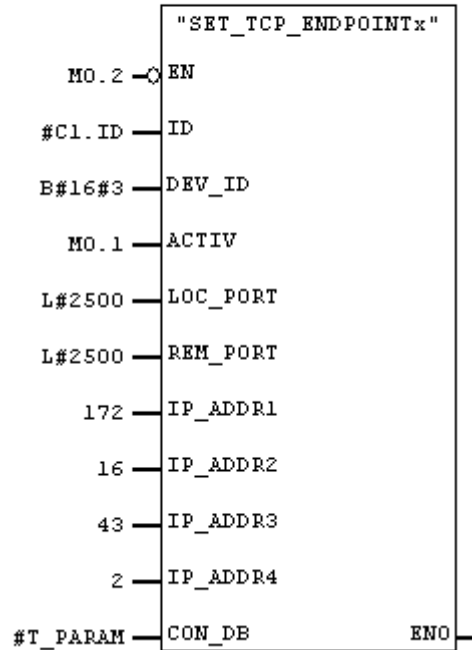 "SET_TCP_ENDPOINTx"
M0.2 EN
#C1.ID ID
B#16#3 DEV_ID
M0.1 ACTIV
L#2500 LOC_PORT
L#2500 REM_PORT
172 IP_ADDR1
16 IP_ADDR2
43 IP_ADDR3
2 IP_ADDR4
#T_PARAM CON_DB ENO